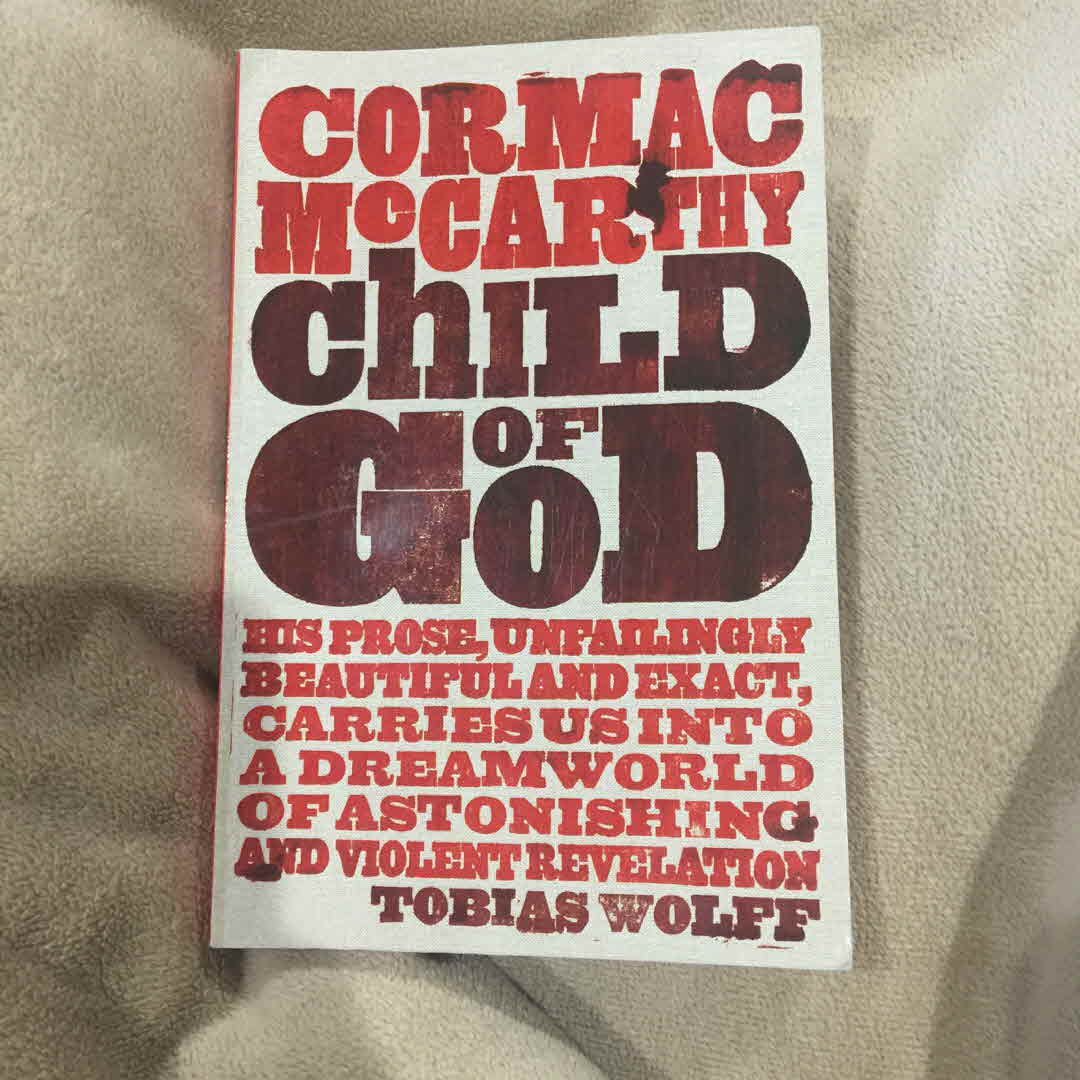 CORMAC
McCARTHY
ChILD
OF
GoD
HIS PROSE, UNFAILINGLY
BEAUTIFUL AND EXACT,
CARRIES US INTO
A DREAMWORLD
OF ASTONISHING
AND VIOLENT REVELATION
TOBIAS WOLFF